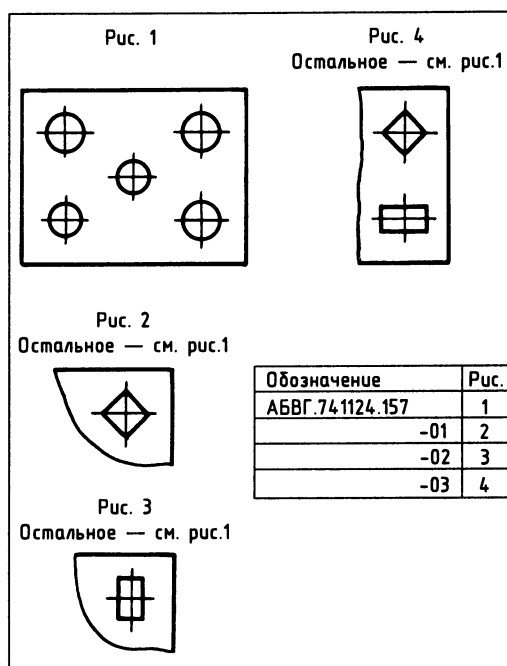 Рис. 1
Рис. 4
Остальное — см. рис.1
Рис. 2
Остальное — см. рис.1
Обозначение Рис.
АБВГ.741124.157 1
-01 2
-02 3
-03 4
Рис. 3
Остальное — см. рис.1